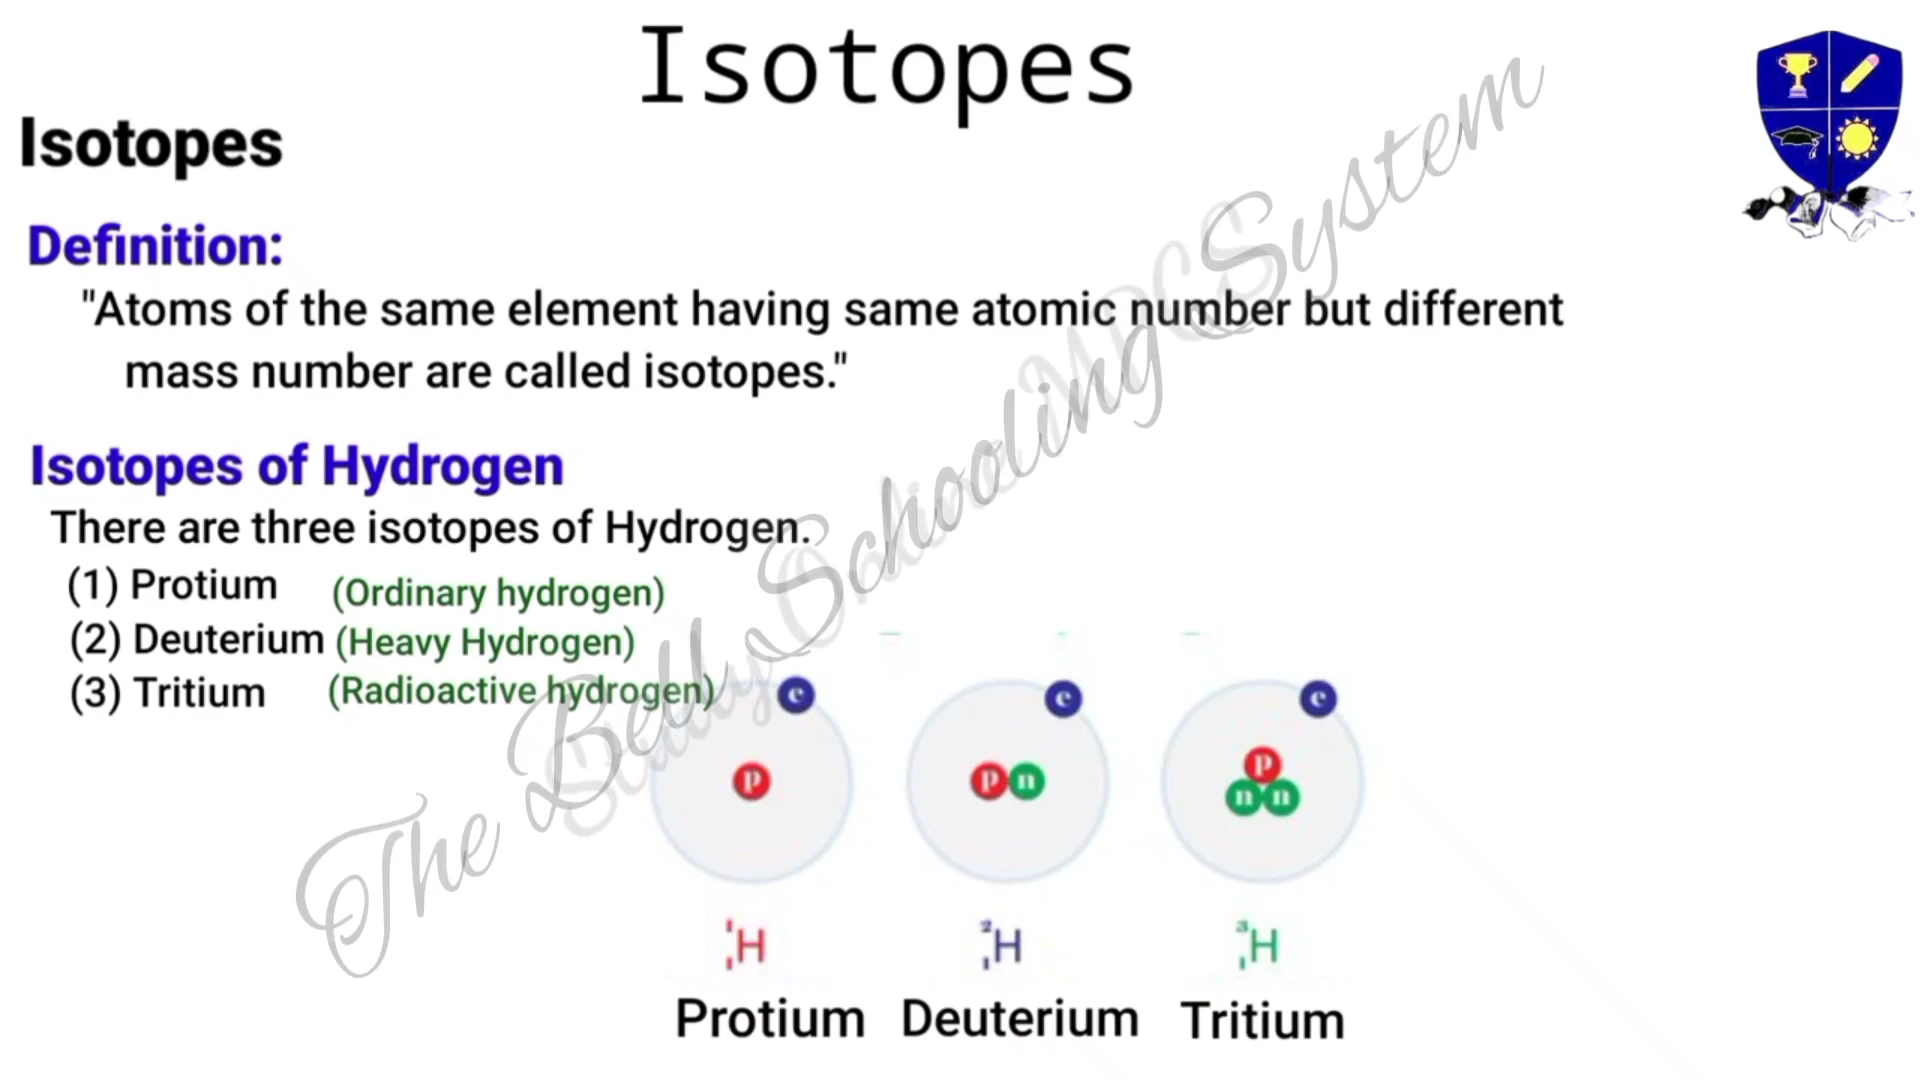 Isotopes
Isotopes
Definition:
"Atoms of the same element having same atomic number but different
mass number are called isotopes."
Isotopes of Hydrogen
There are three isotopes of Hydrogen.
(1) Protium (Ordinary hydrogen)
(2) Deuterium (Heavy Hydrogen)
(3) Tritium (Radioactive hydrogen)
The Belly Schooling System
e e e
p p n p
n n
¹₁H ²₁H ³₁H
Protium Deuterium Tritium